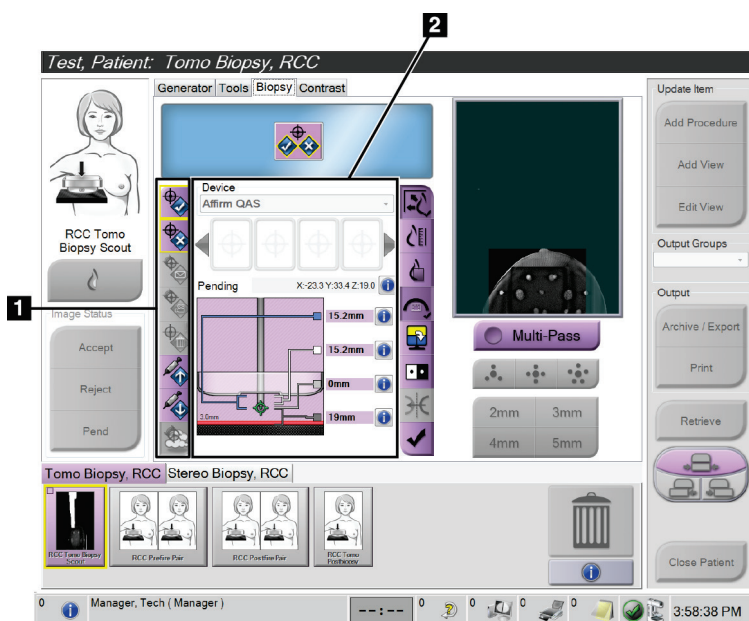 2
Test, Patient: Tomo Biopsy, RCC
Generator Tools Biopsy Contrast
Update Item
Add Procedure
Add View
Edit View
Output Groups
Output
Archive / Export
Print
Retrieve
Close Patient
RCC Tomo
Biopsy Scout
1
Image Status
Accept
Reject
Pend
Device
Affirm QAS
Pending X:-23.3 Y:33.4 Z:19.0
15.2mm
15.2mm
0mm
2.0mm 19mm
Multi-Pass
2mm 3mm
4mm 5mm
Tomo Biopsy, RCC Stereo Biopsy, RCC
RCC Tomo Biopsy
Scout
RCC Prefire Pair
RCC Postfire Pair
RCC Tomo
Postbiopsy
0 Manager, Tech ( Manager ) --:-- 0 0 0 0 3:58:38 PM